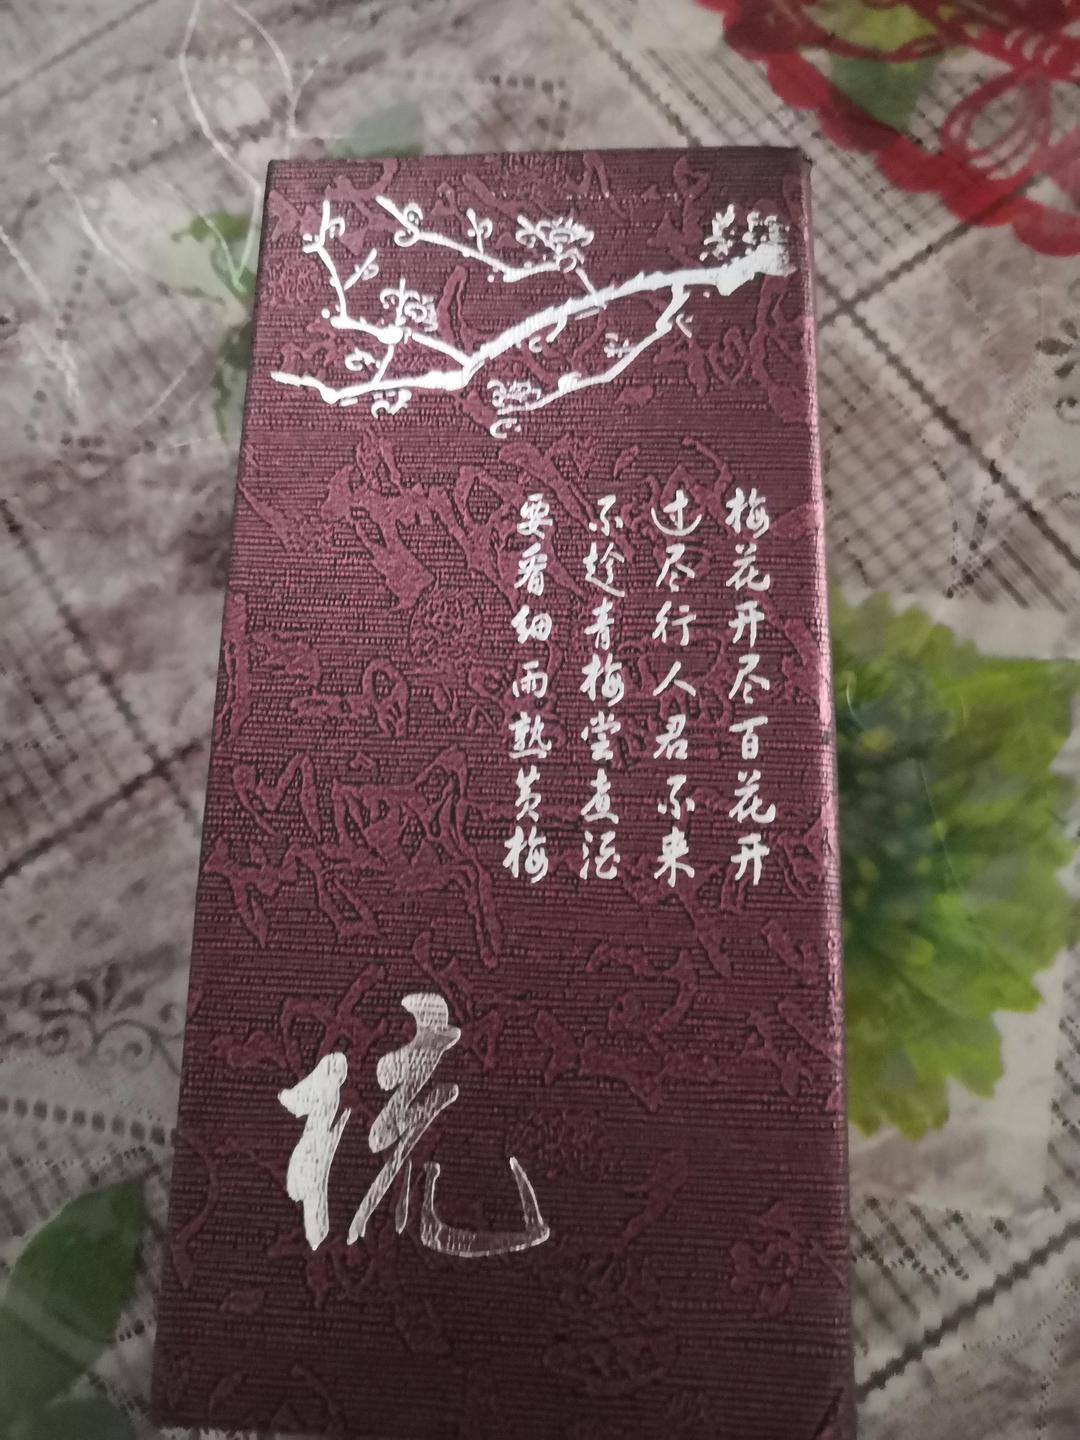 梅花开尽百花开
过尽行人君不来
不趁青梅尝煮酒
要看细雨熟黄梅
梳